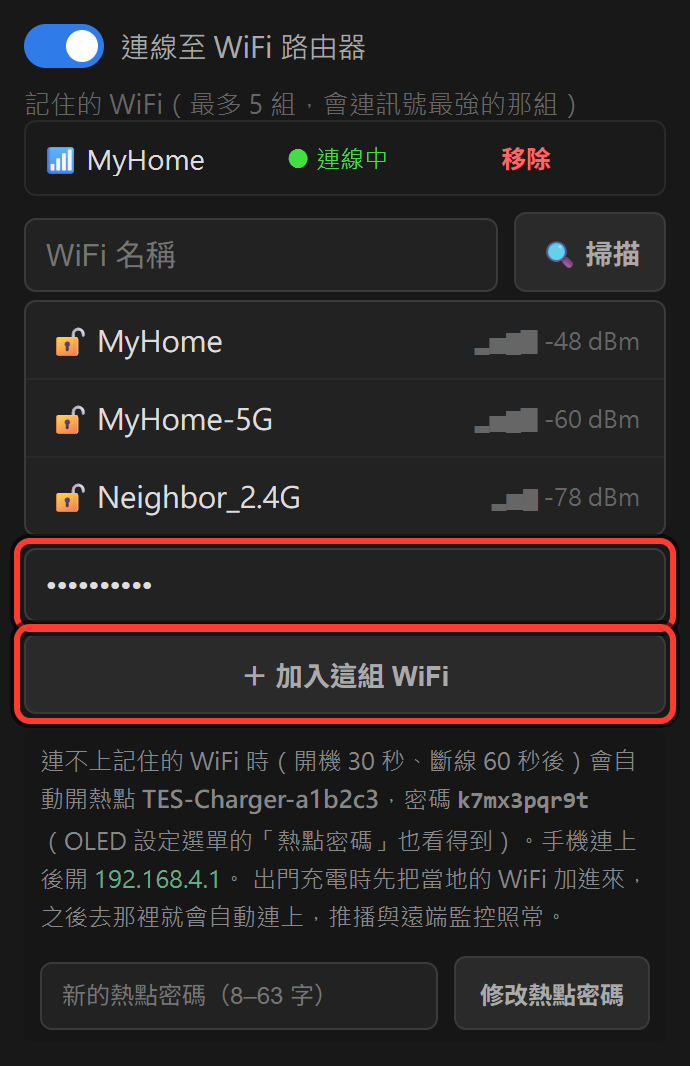 連線至 WiFi 路由器
記住的 WiFi（最多 5 組，會連訊號最強的那組）
MyHome 連線中 移除
WiFi 名稱 掃描
MyHome -48 dBm
MyHome-5G -60 dBm
Neighbor_2.4G -78 dBm
••••••••••
＋ 加入這組 WiFi
連不上記住的 WiFi 時（開機 30 秒、斷線 60 秒後）會自
動開熱點 TES-Charger-a1b2c3，密碼 k7mx3pqr9t
（OLED 設定選單的「熱點密碼」也看得到）。手機連上
後開 192.168.4.1。 出門充電時先把當地的 WiFi 加進來，
之後去那裡就會自動連上，推播與遠端監控照常。
新的熱點密碼（8–63 字） 修改熱點密碼